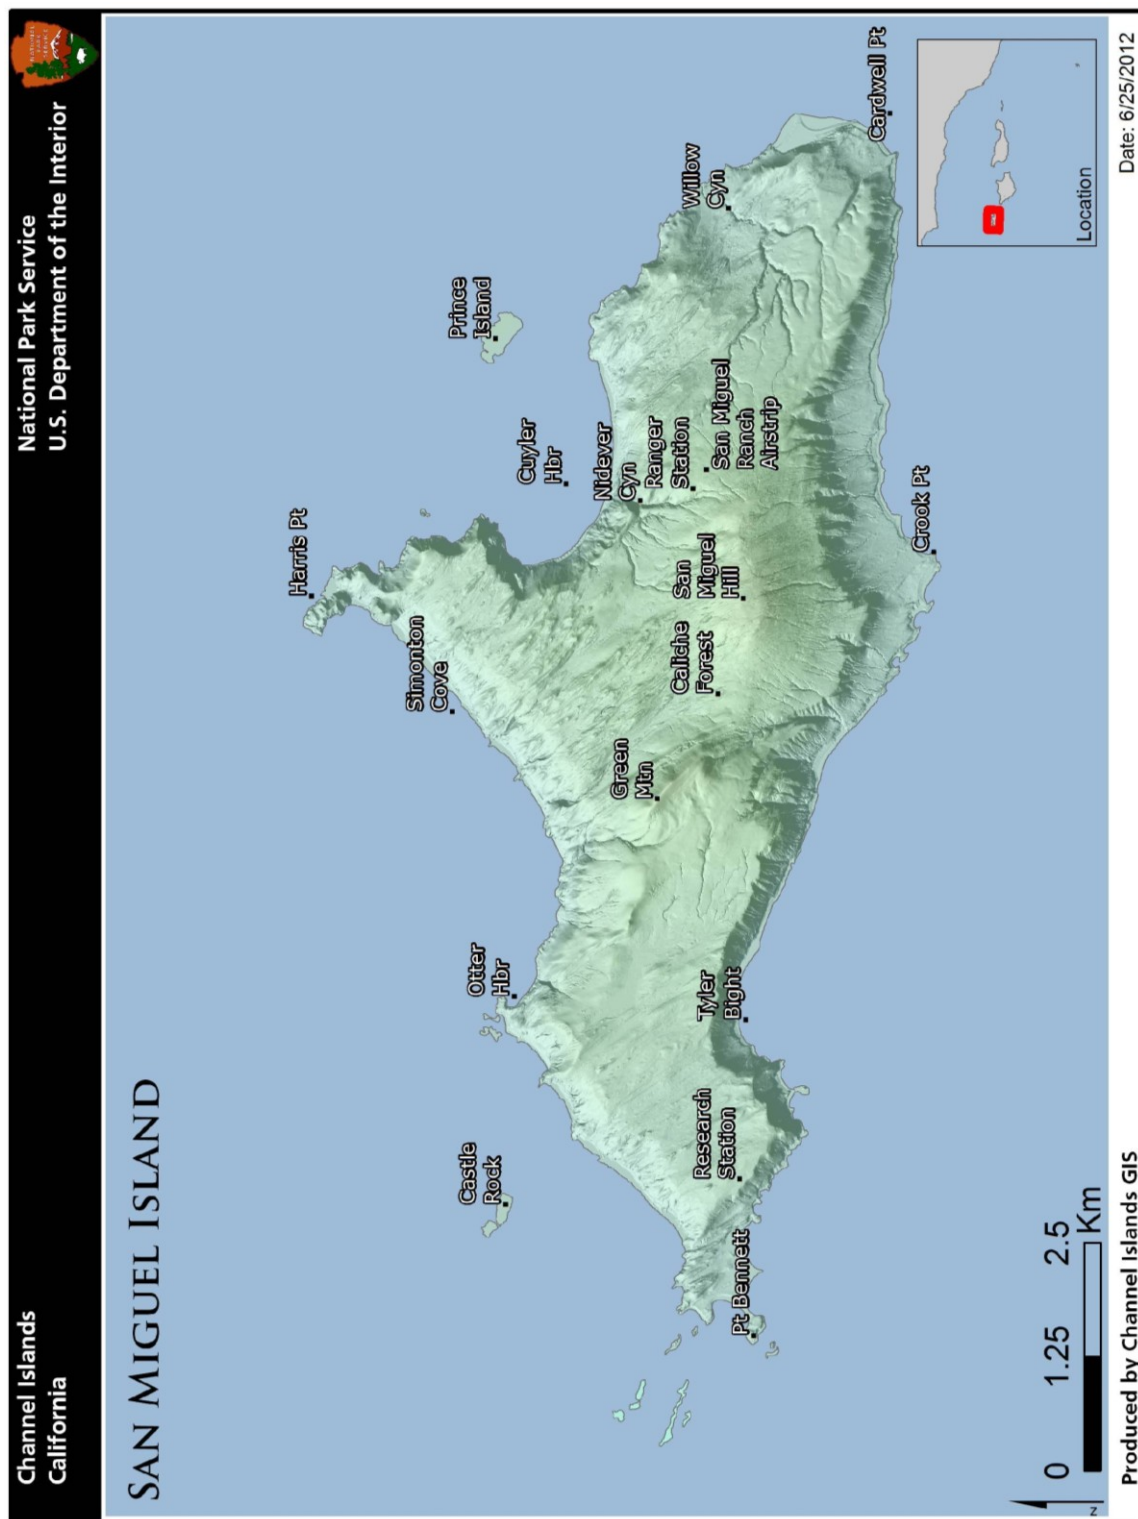 Channel Islands
California
National Park Service
U.S. Department of the Interior
SAN MIGUEL ISLAND
Harris Pt
Simonton
Cove
Prince
Island
Cuyler
Hbr
Castle
Rock
Otter
Hbr
Nidever
Cyn
Ranger
Station
Green
Mtn
Caliche
Forest
San
Miguel
Hill
San Miguel
Ranch
Airstrip
Willow
Cyn
Research
Station
Tyler
Bight
Pt Bennett
Cardwell Pt
Crook Pt
0 1.25 2.5
Km
N
Location
Produced by Channel Islands GIS
Date: 6/25/2012